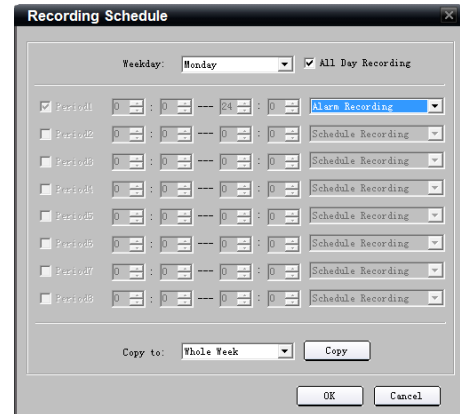 Recording Schedule
Weekday: Monday All Day Recording
Period1 0 : 0 --- 24 : 0 Alarm Recording
Period2 0 : 0 --- 0 : 0 Schedule Recording
Period3 0 : 0 --- 0 : 0 Schedule Recording
Period4 0 : 0 --- 0 : 0 Schedule Recording
Period5 0 : 0 --- 0 : 0 Schedule Recording
Period6 0 : 0 --- 0 : 0 Schedule Recording
Period7 0 : 0 --- 0 : 0 Schedule Recording
Period8 0 : 0 --- 0 : 0 Schedule Recording
Copy to: Whole Week Copy
OK Cancel